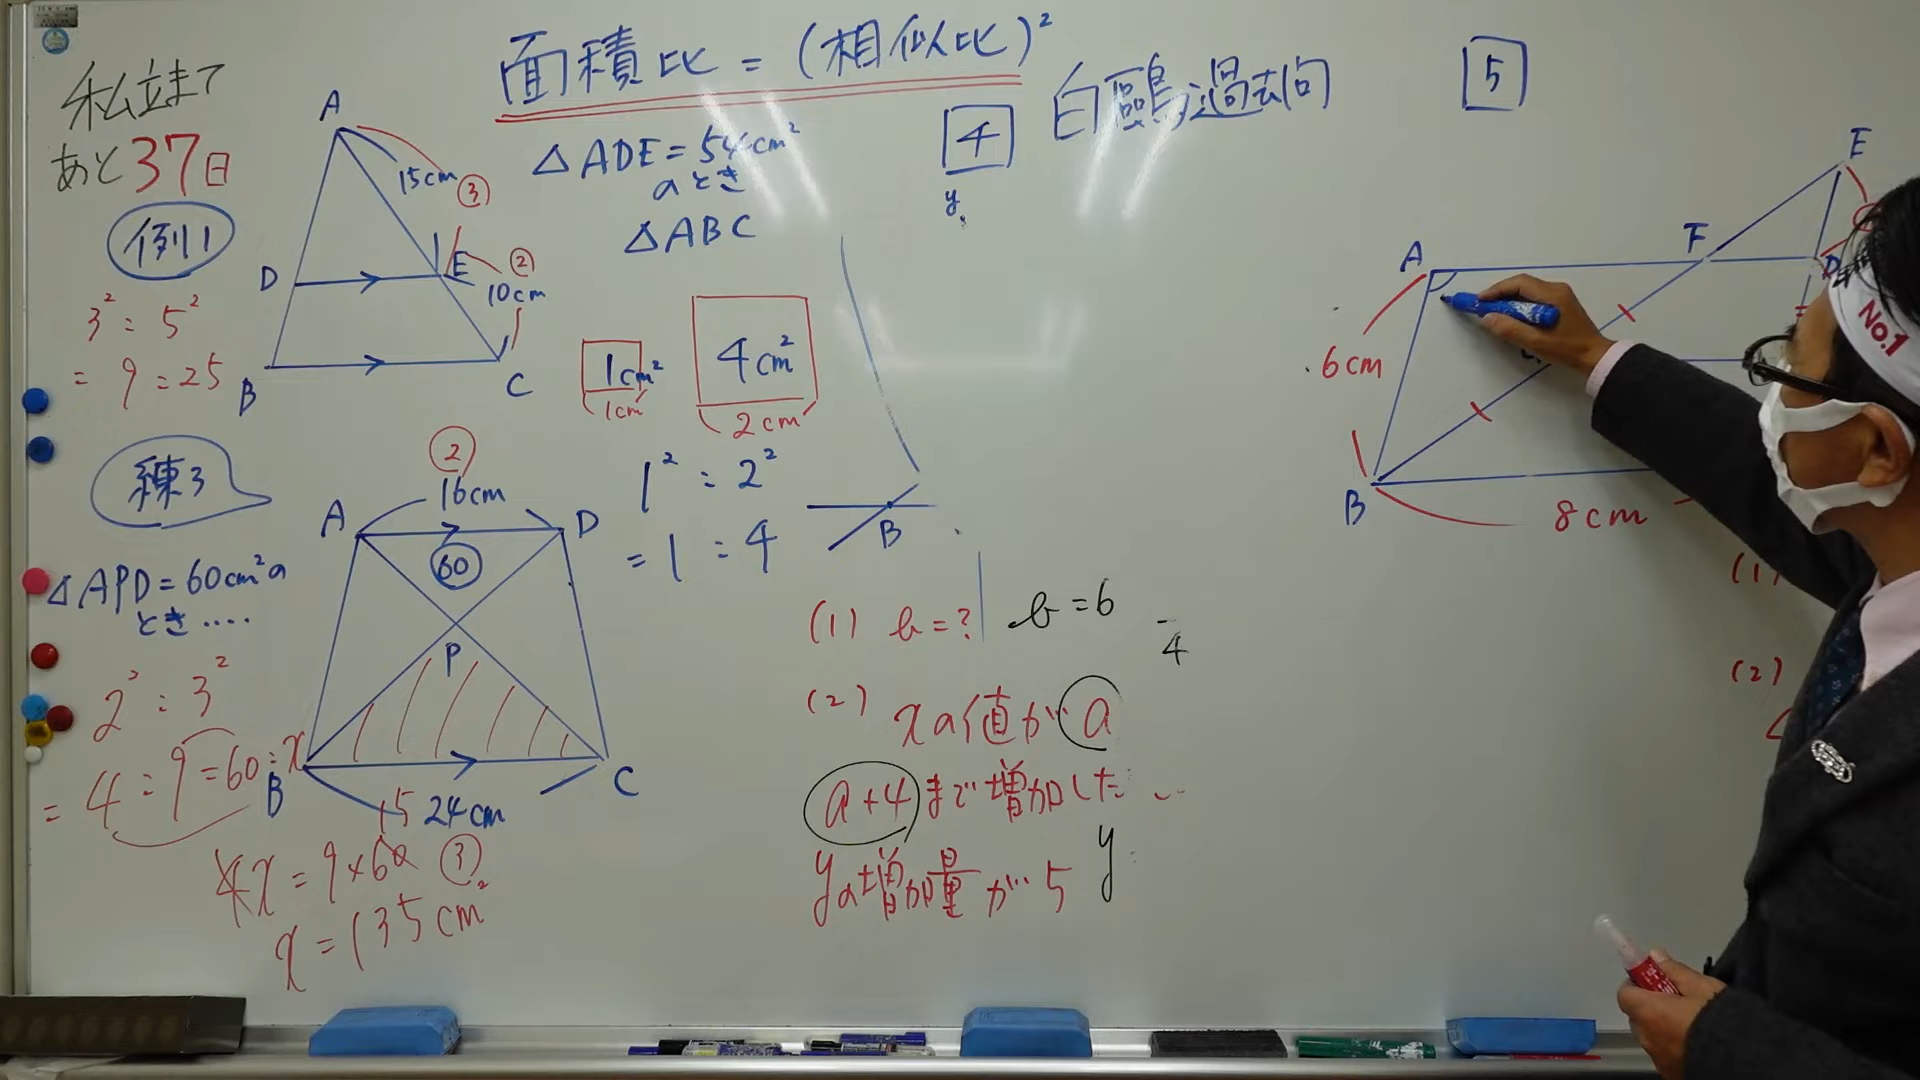 私立まで
あと37日
面積比=(相似比)²
例1
A
15cm
③
D
E
②
10cm
B
C
3²:5²
=9:25
△ADE=54cm²
のとき
△ABC
1cm²
1cm
4cm²
2cm
1²:2²
=1:4
練3
②
16cm
A
D
60
P
B
C
24cm
③
△APD=60cm²の
とき....
2²:3²
=4:9=60:x
15
4x=9×60
x=135cm²
4
白鷗過去問
y
B
(1) b=?
b=6
4
(2) xの値がa
a+4まで増加した
yの増加量が5
y
5
E
F
A
D
6cm
B
8cm
(1)
(2)
No.1